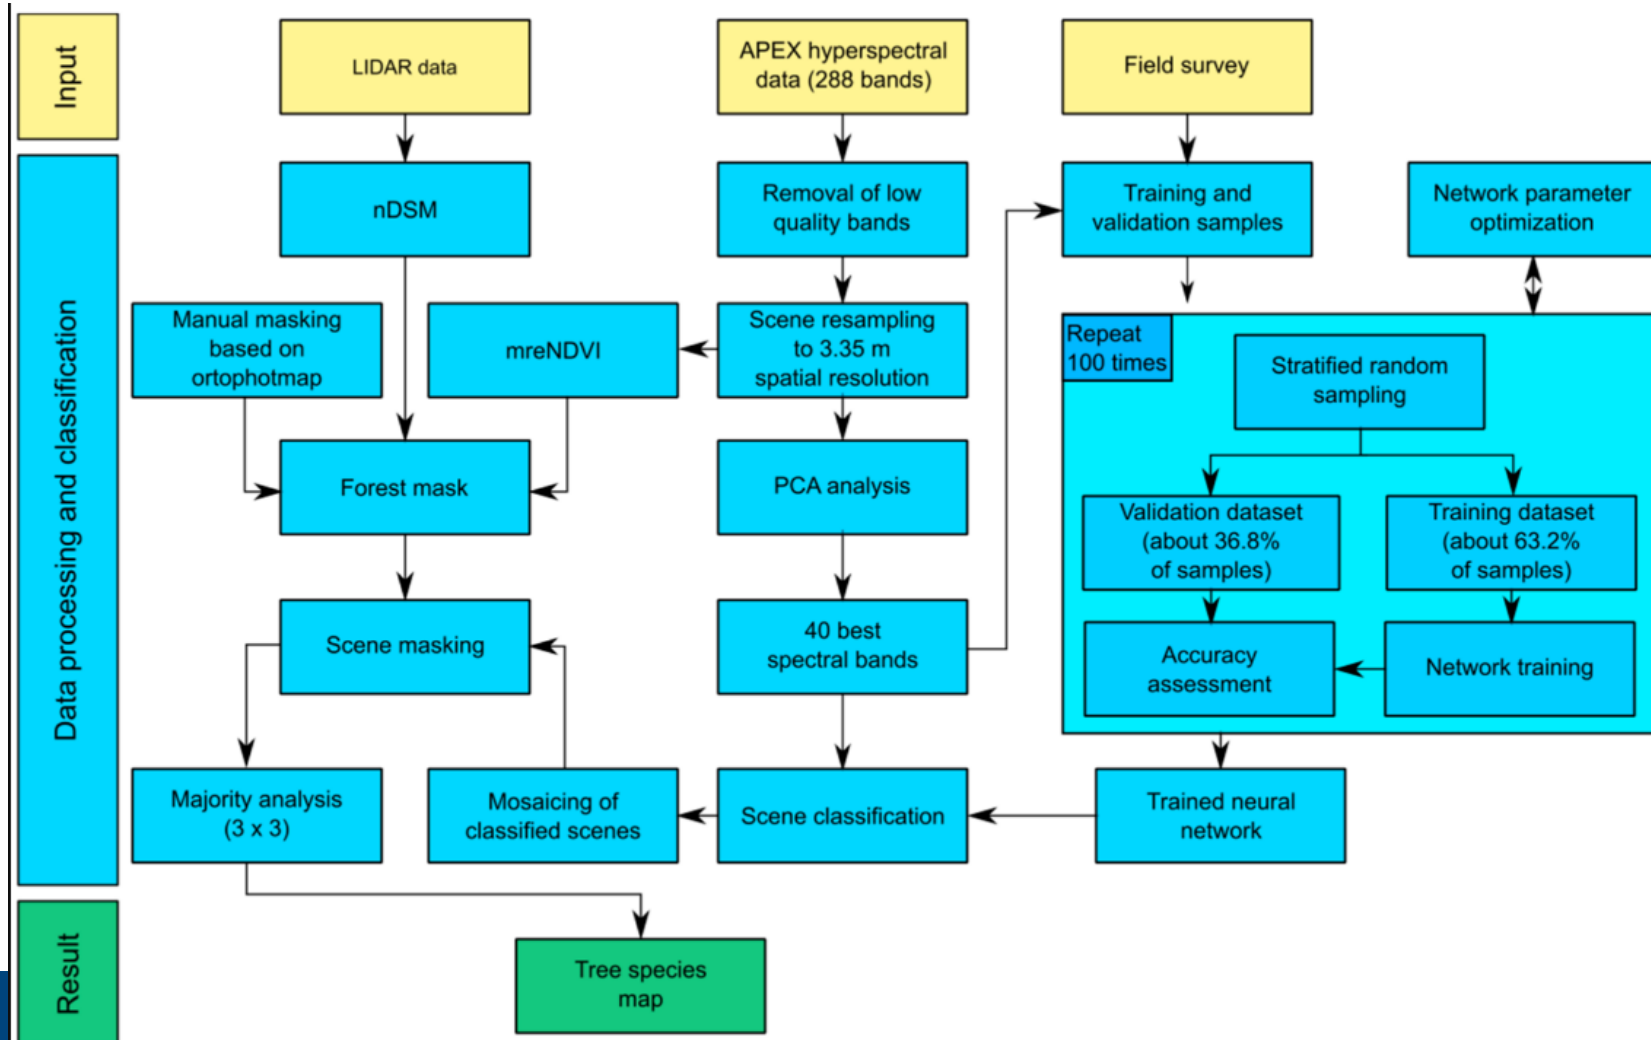 Input
LIDAR data
APEX hyperspectral
data (288 bands)
Field survey
Data processing and classification
nDSM
Removal of low
quality bands
Training and
validation samples
Network parameter
optimization
Manual masking
based on
ortophotmap
mreNDVI
Scene resampling
to 3.35 m
spatial resolution
Repeat
100 times
Stratified random
sampling
Forest mask
PCA analysis
Validation dataset
(about 36.8%
of samples)
Training dataset
(about 63.2%
of samples)
Scene masking
40 best
spectral bands
Accuracy
assessment
Network training
Majority analysis
(3 x 3)
Mosaicing of
classified scenes
Scene classification
Trained neural
network
Result
Tree species
map